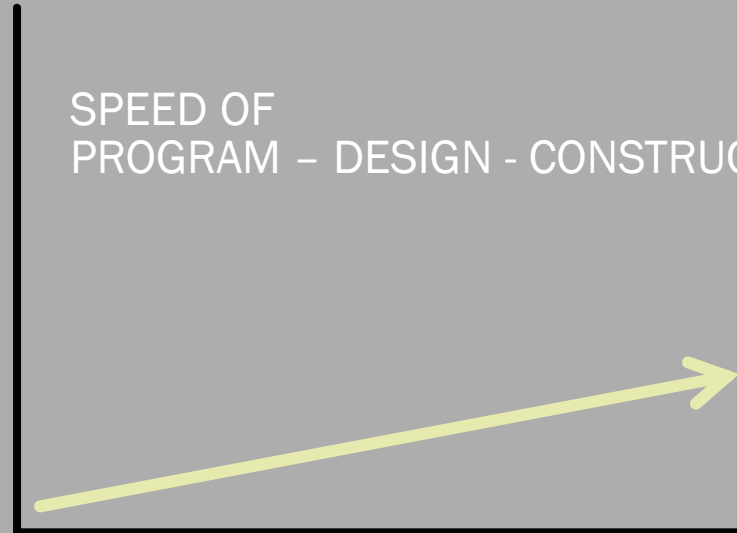 SPEED OF
PROGRAM – DESIGN - CONSTRUC